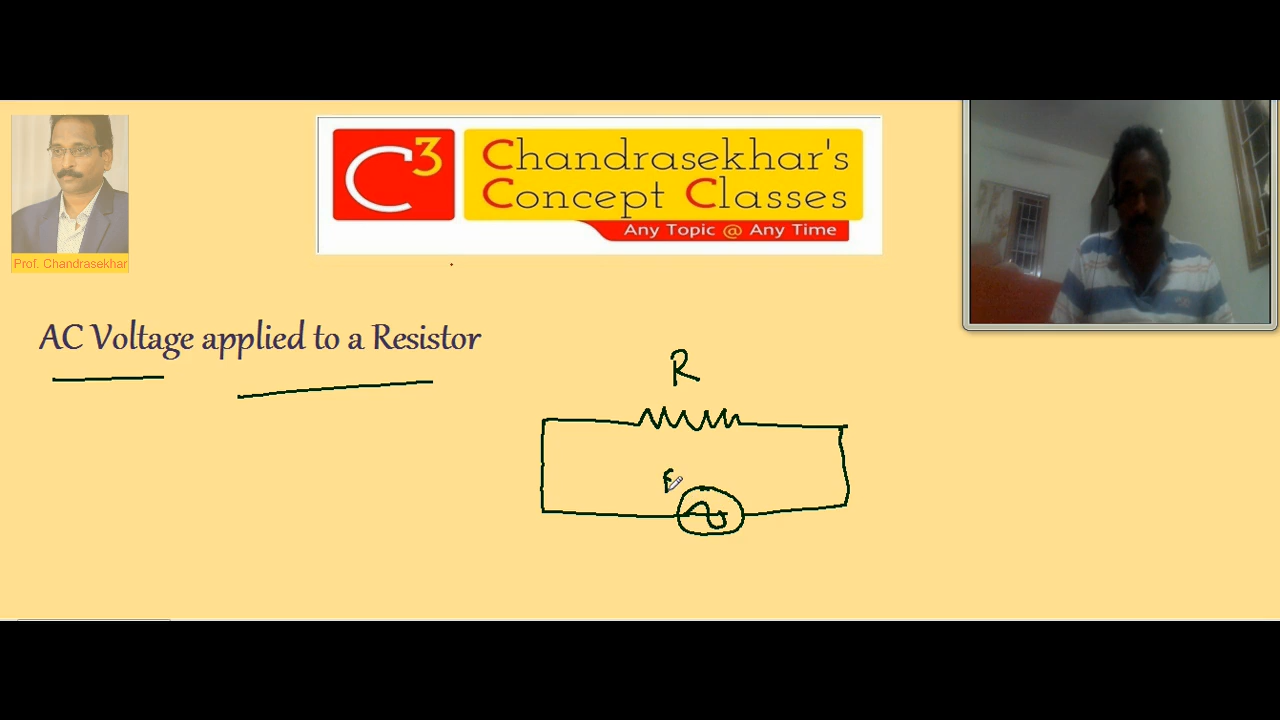 C3
Chandrasekhar's
Concept Classes
Any Topic @ Any Time
Prof. Chandrasekhar
AC Voltage applied to a Resistor
R